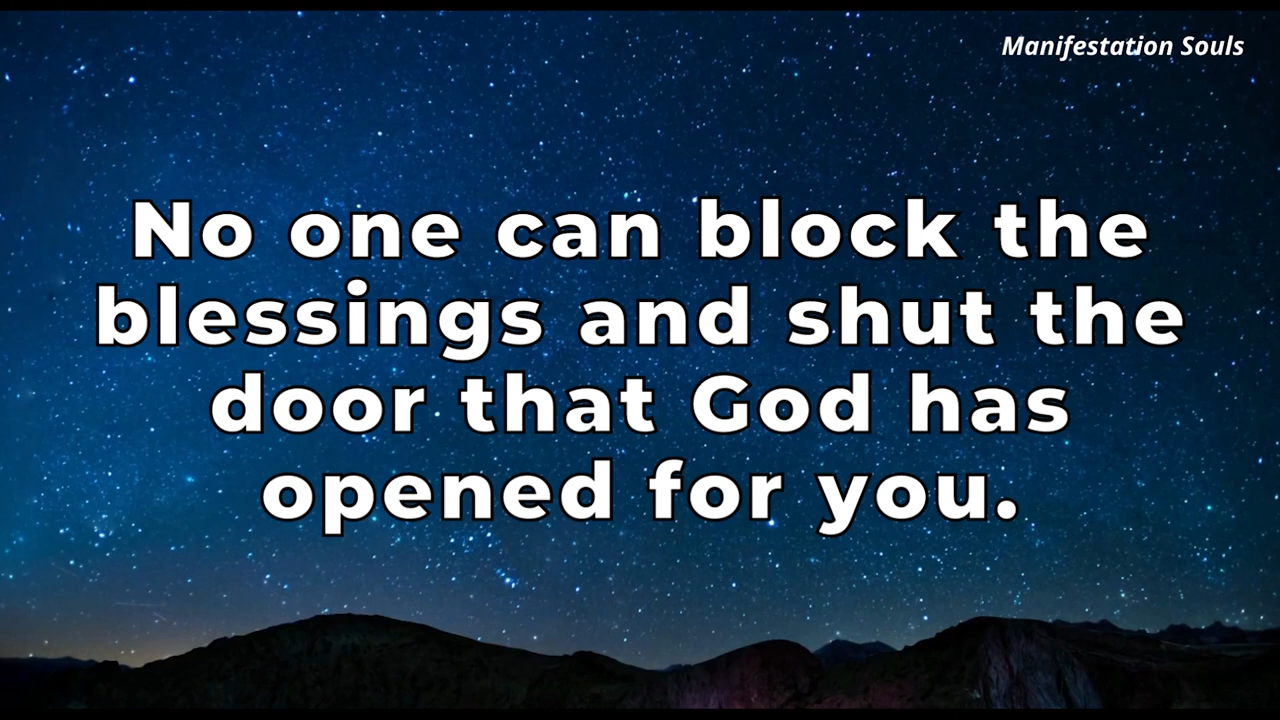 Manifestation Souls
No one can block the
blessings and shut the
door that God has
opened for you.